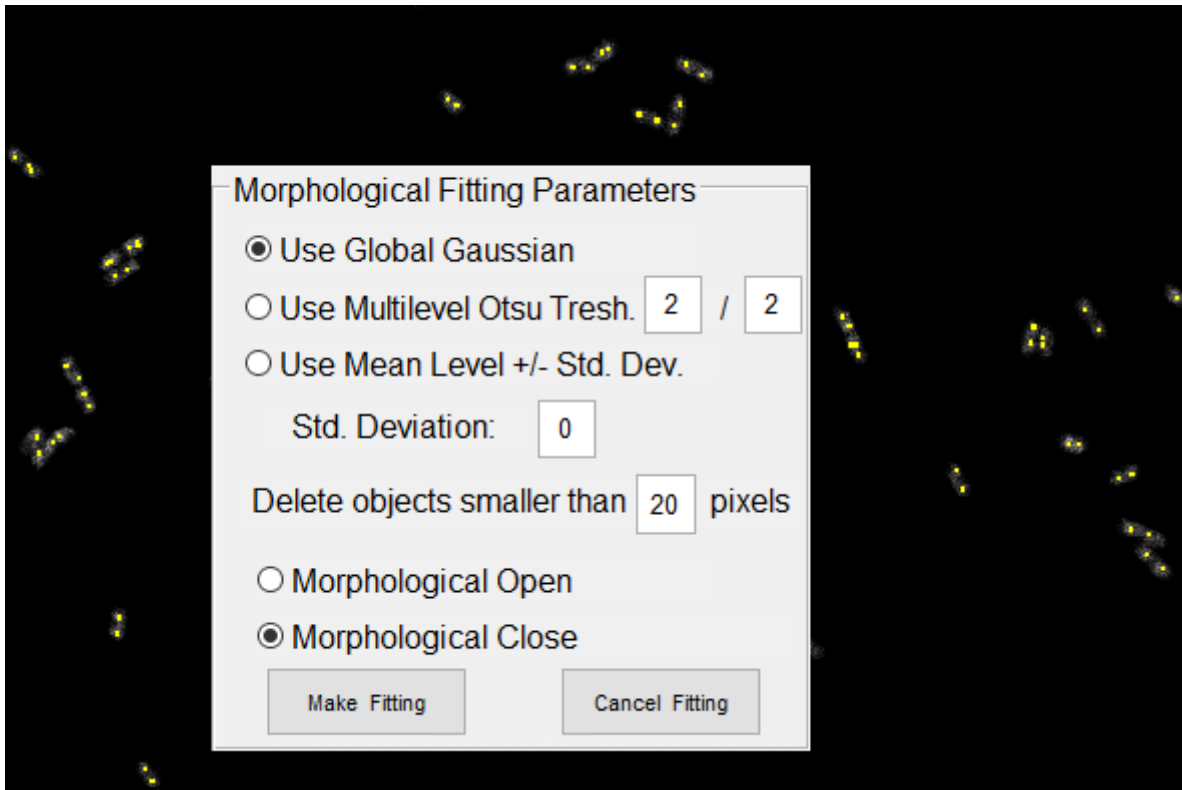 Morphological Fitting Parameters
Use Global Gaussian
Use Multilevel Otsu Tresh. 2 / 2
Use Mean Level +/- Std. Dev.
Std. Deviation: 0
Delete objects smaller than 20 pixels
Morphological Open
Morphological Close
Make Fitting Cancel Fitting